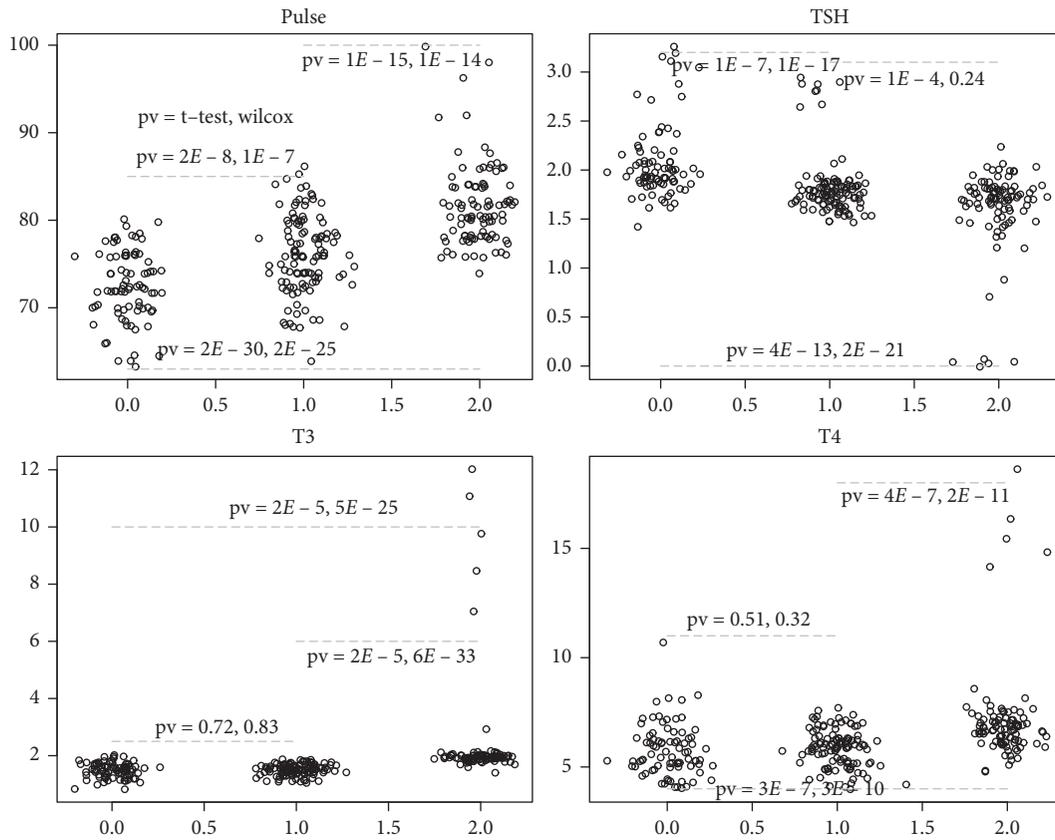 Pulse
100
90
80
70
pv = 1E – 15, 1E – 14
pv = t–test, wilcox
pv = 2E – 8, 1E – 7
pv = 2E – 30, 2E – 25
0.0 0.5 1.0 1.5 2.0
TSH
3.0
2.5
2.0
1.5
1.0
0.5
0.0
pv = 1E – 7, 1E – 17
pv = 1E – 4, 0.24
pv = 4E – 13, 2E – 21
0.0 0.5 1.0 1.5 2.0
T3
12
10
8
6
4
2
pv = 2E – 5, 5E – 25
pv = 2E – 5, 6E – 33
pv = 0.72, 0.83
0.0 0.5 1.0 1.5 2.0
T4
15
10
5
pv = 4E – 7, 2E – 11
pv = 0.51, 0.32
pv = 3E – 7, 3E – 10
0.0 0.5 1.0 1.5 2.0